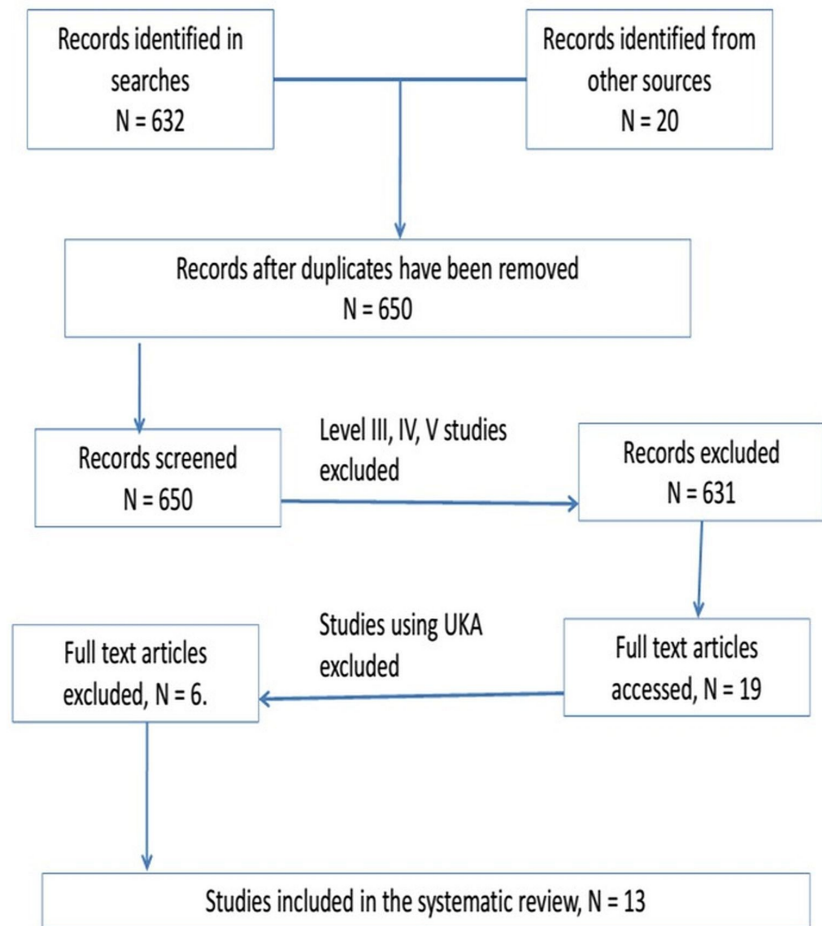 Records identified in
searches
N = 632
Records identified from
other sources
N = 20
Records after duplicates have been removed
N = 650
Records screened
N = 650
Level III, IV, V studies
excluded
Records excluded
N = 631
Full text articles
accessed, N = 19
Studies using UKA
excluded
Full text articles
excluded, N = 6.
Studies included in the systematic review, N = 13